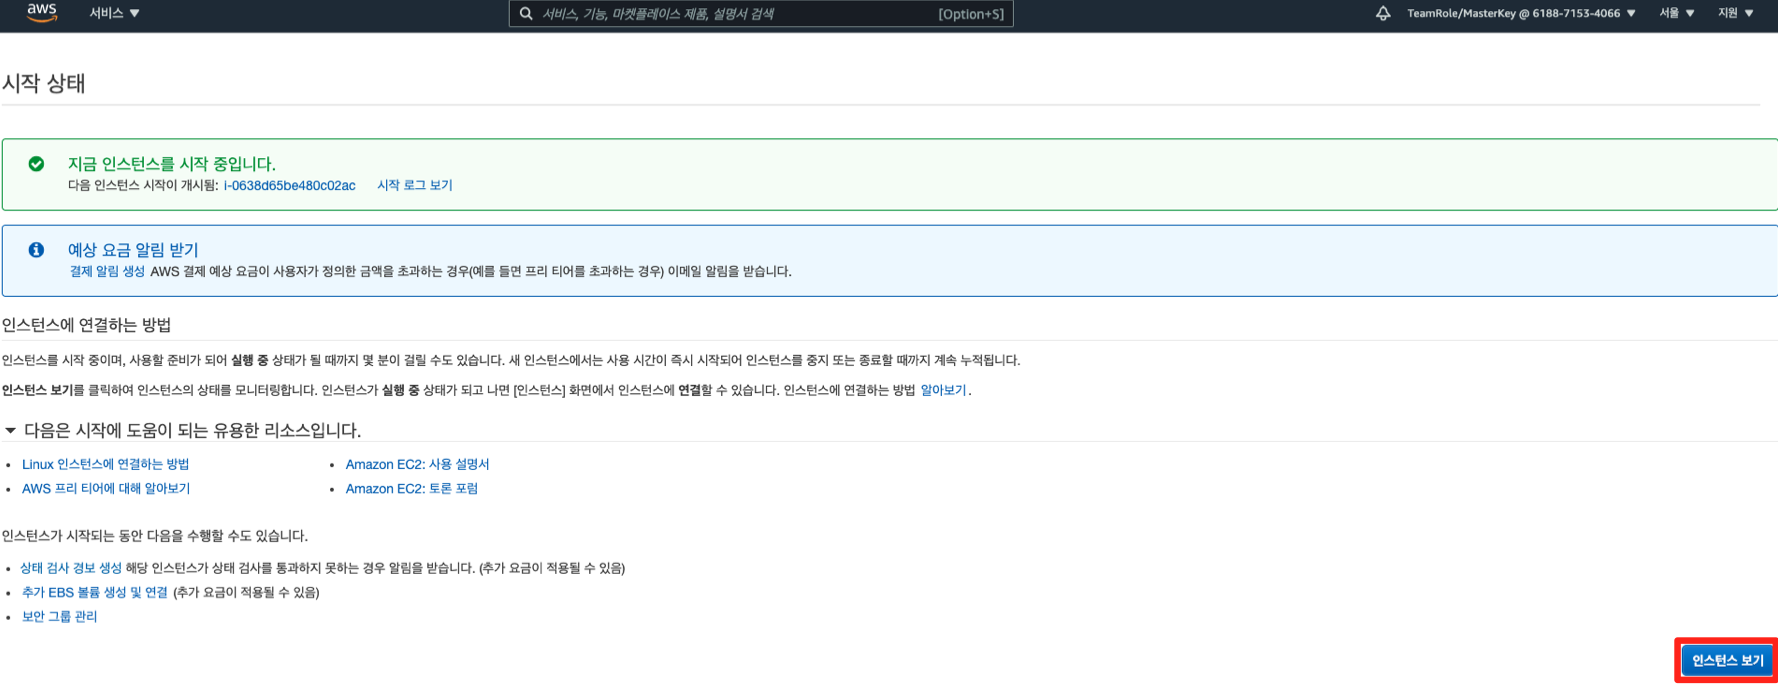 aws 서비스 ▼ 서비스, 기능, 마켓플레이스 제품, 설명서 검색 [Option+S] TeamRole/MasterKey @ 6188-7153-4066 ▼ 서울 ▼ 지원 ▼
시작 상태
지금 인스턴스를 시작 중입니다.
다음 인스턴스 시작이 개시됨: i-0638d65be480c02ac 시작 로그 보기
예상 요금 알림 받기
결제 알림 생성 AWS 결제 예상 요금이 사용자가 정의한 금액을 초과하는 경우(예를 들면 프리 티어를 초과하는 경우) 이메일 알림을 받습니다.
인스턴스에 연결하는 방법
인스턴스를 시작 중이며, 사용할 준비가 되어 실행 중 상태가 될 때까지 몇 분이 걸릴 수도 있습니다. 새 인스턴스에서는 사용 시간이 즉시 시작되어 인스턴스를 중지 또는 종료할 때까지 계속 누적됩니다.
인스턴스 보기를 클릭하여 인스턴스의 상태를 모니터링합니다. 인스턴스가 실행 중 상태가 되고 나면 [인스턴스] 화면에서 인스턴스에 연결할 수 있습니다. 인스턴스에 연결하는 방법 알아보기.
▼ 다음은 시작에 도움이 되는 유용한 리소스입니다.
• Linux 인스턴스에 연결하는 방법 • Amazon EC2: 사용 설명서
• AWS 프리 티어에 대해 알아보기 • Amazon EC2: 토론 포럼
인스턴스가 시작되는 동안 다음을 수행할 수도 있습니다.
• 상태 검사 경보 생성 해당 인스턴스가 상태 검사를 통과하지 못하는 경우 알림을 받습니다. (추가 요금이 적용될 수 있음)
• 추가 EBS 볼륨 생성 및 연결 (추가 요금이 적용될 수 있음)
• 보안 그룹 관리
인스턴스 보기